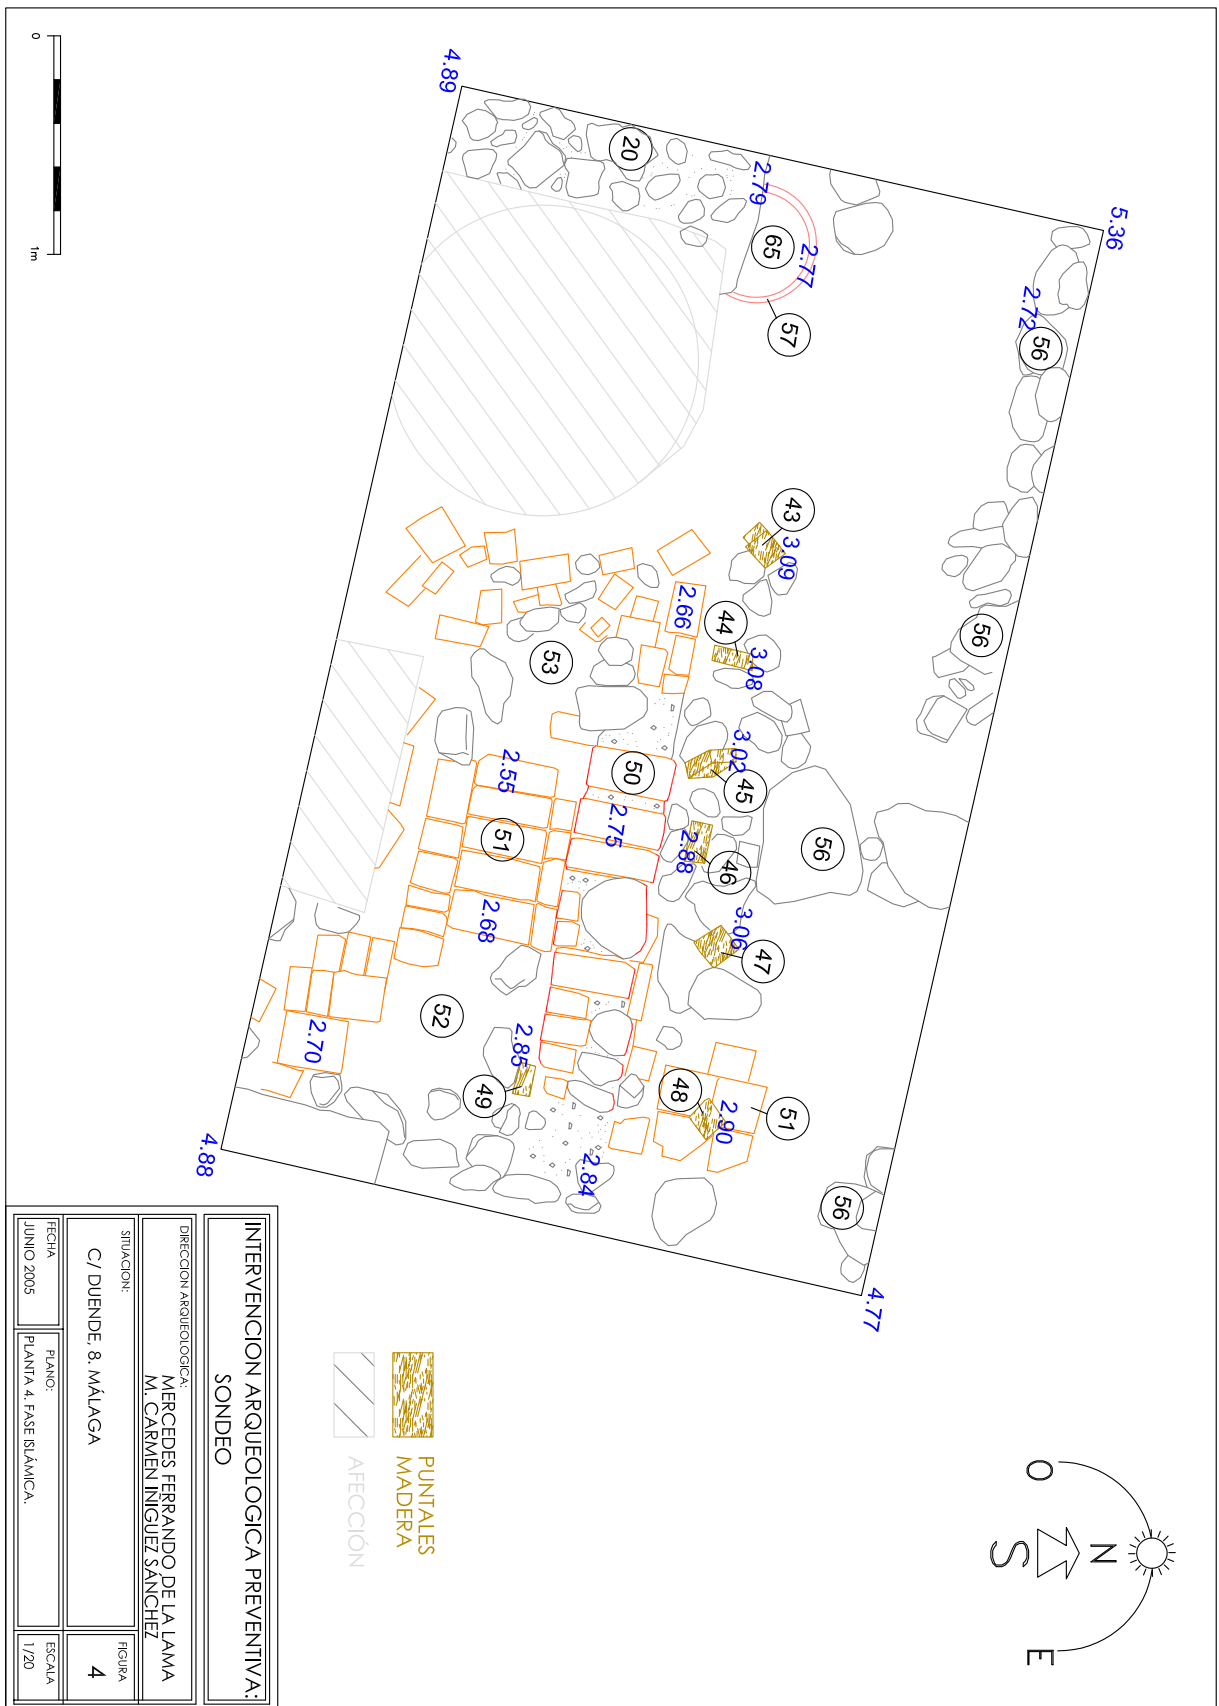 0
1m
4.89
5.36
20
2.79
65
2.77
57
2.72
56
43
3.09
2.66
44
3.08
56
53
3.02
45
50
2.55
2.75
51
2.88
46
56
2.68
3.06
47
52
2.70
2.85
49
48
2.90
51
2.84
56
4.88
4.77
O
N
S
E
PUNTALES
MADERA
AFECCIÓN
INTERVENCION ARQUEOLOGICA PREVENTIVA:
SONDEO
DIRECCION ARQUEOLOGICA:
MERCEDES FERRANDO DE LA LAMA
M. CARMEN IÑIGUEZ SÁNCHEZ
SITUACION:
C/ DUENDE, 8. MÁLAGA
FIGURA
4
FECHA
JUNIO 2005
PLANO:
PLANTA 4. FASE ISLÁMICA.
ESCALA
1/20